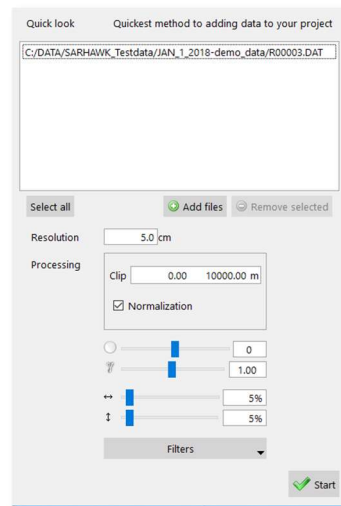 Quick look Quickest method to adding data to your project
C:/DATA/SARHAWK_Testdata/JAN_1_2018-demo_data/R00003.DAT
Select all Add files Remove selected
Resolution 5.0 cm
Processing
Clip 0.00 10000.00 m
Normalization
0
1.00
5%
5%
Filters
Start